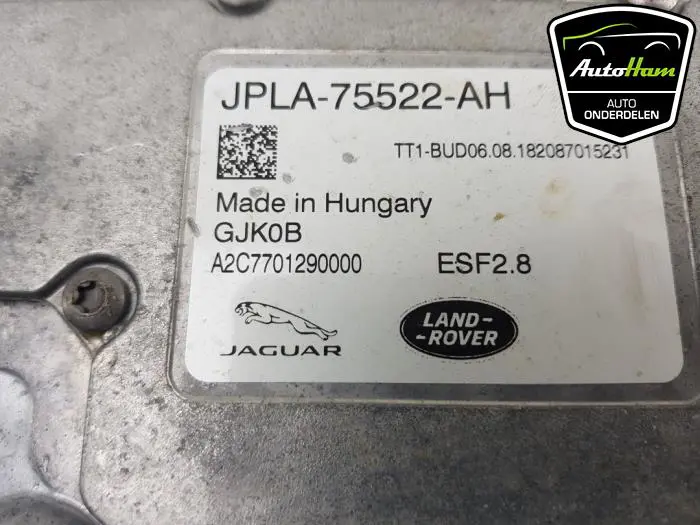 JPLA-75522-AH
TT1-BUD06.08.182087015231
Made in Hungary
GJK0B
A2C7701290000
ESF2.8
JAGUAR
LAND-
-ROVER
AutoHam
AUTO
ONDERDELEN